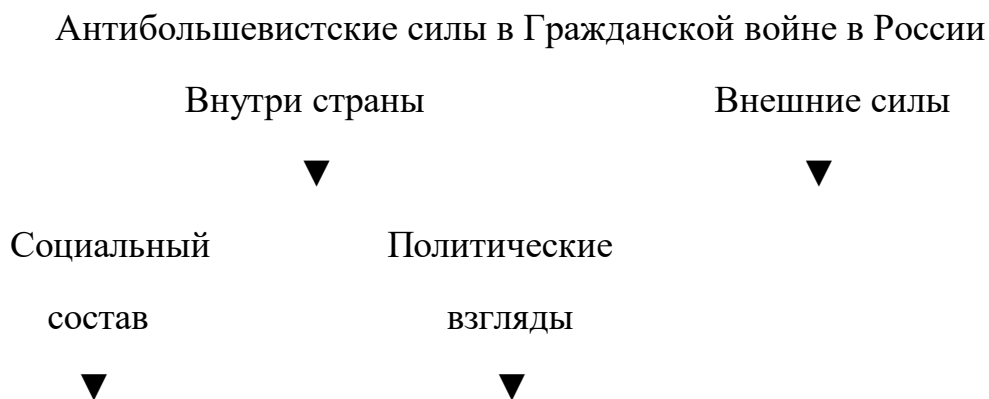 Антибольшевистские силы в Гражданской войне в России
Внутри страны Внешние силы
▼ ▼
Социальный Политические
состав взгляды
▼ ▼